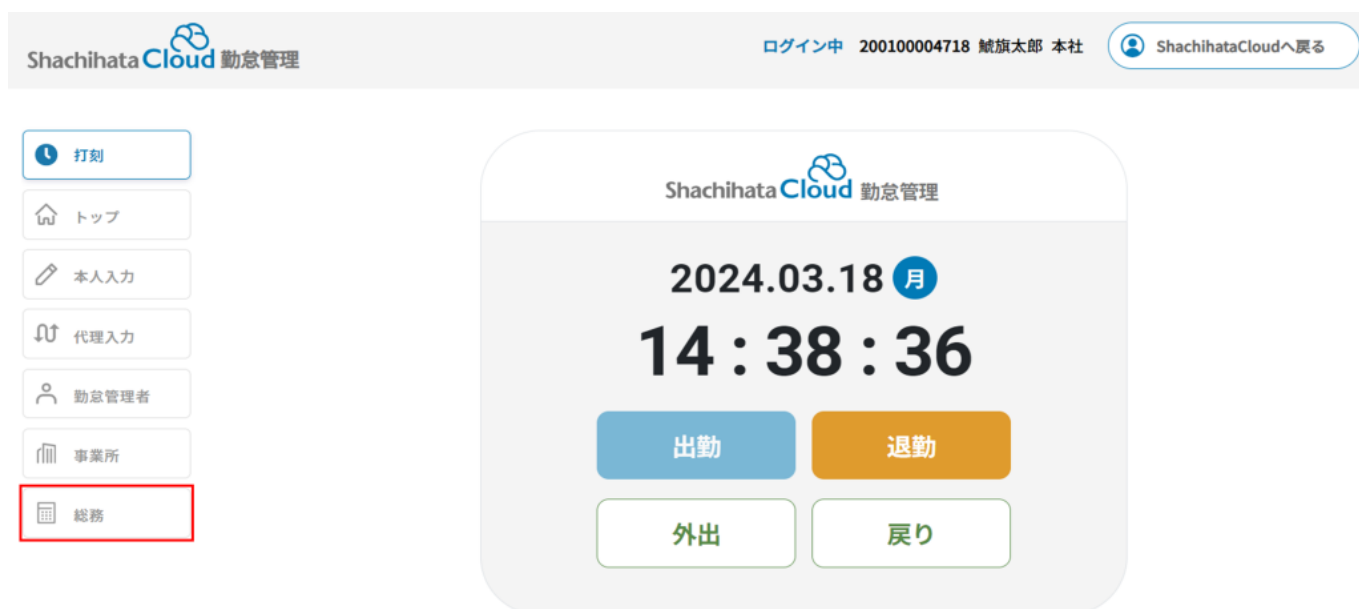 Shachihata Cloud 勤怠管理
ログイン中 200100004718 鯱旗太郎 本社
ShachihataCloudへ戻る
打刻
トップ
本人入力
代理入力
勤怠管理者
事業所
総務
Shachihata Cloud 勤怠管理
2024.03.18 月
14 : 38 : 36
出勤
退勤
外出
戻り